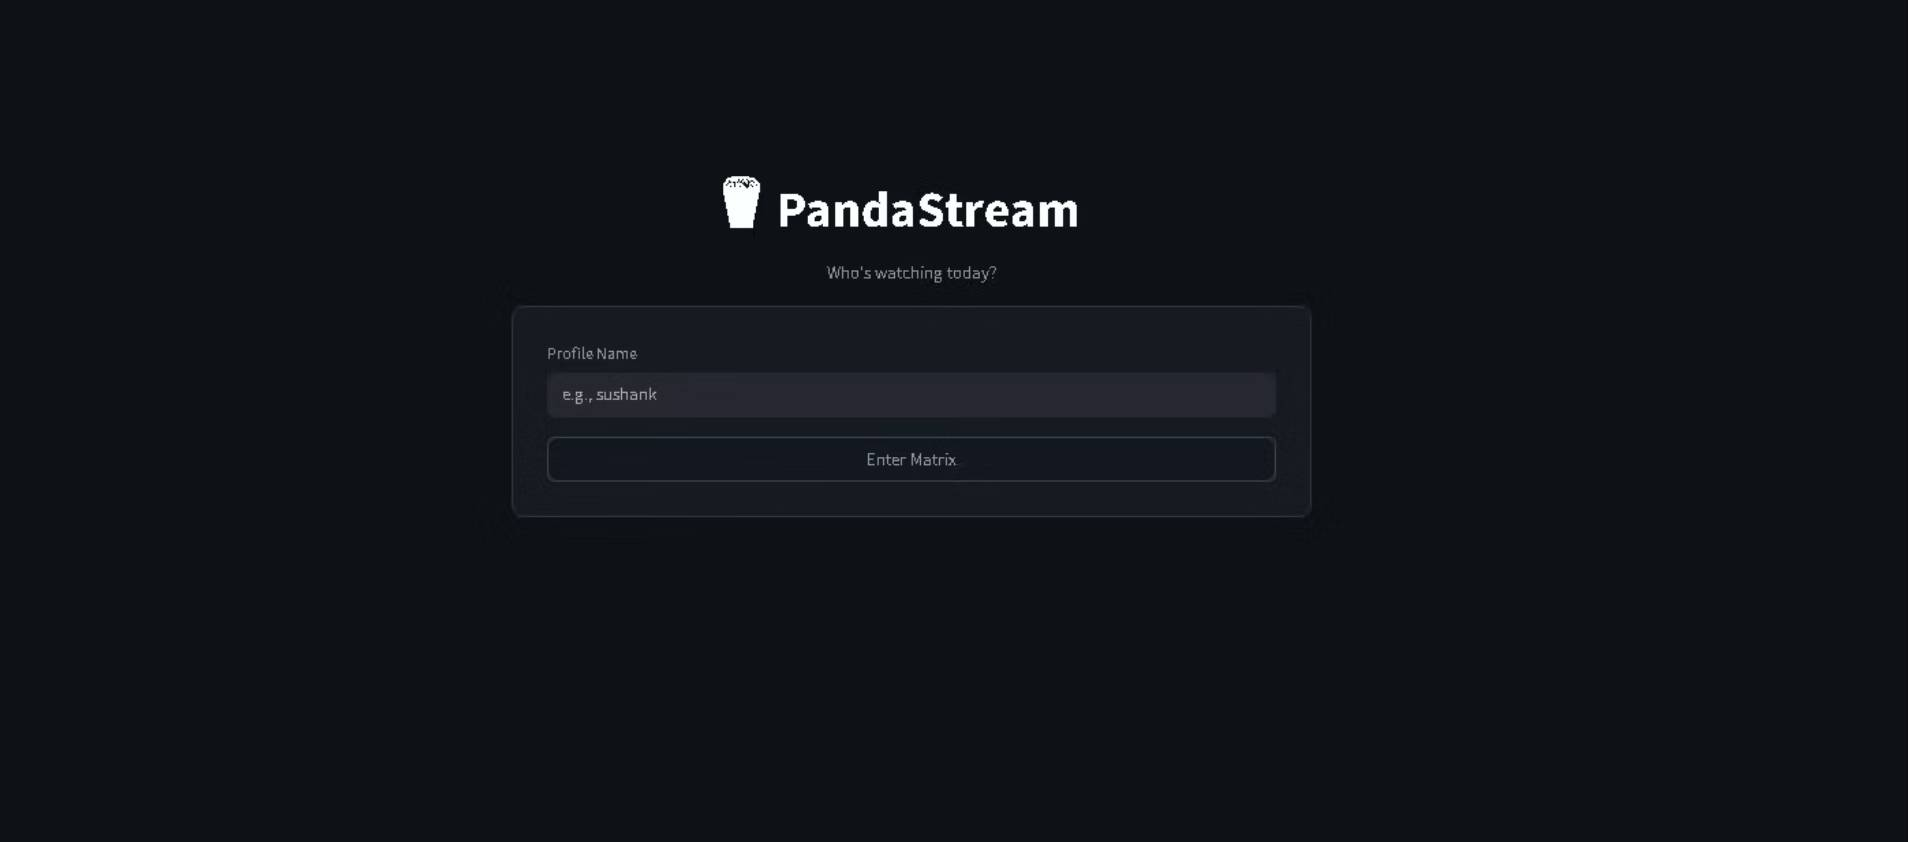 PandaStream
Who's watching today?
Profile Name
e.g., sushank
Enter Matrix